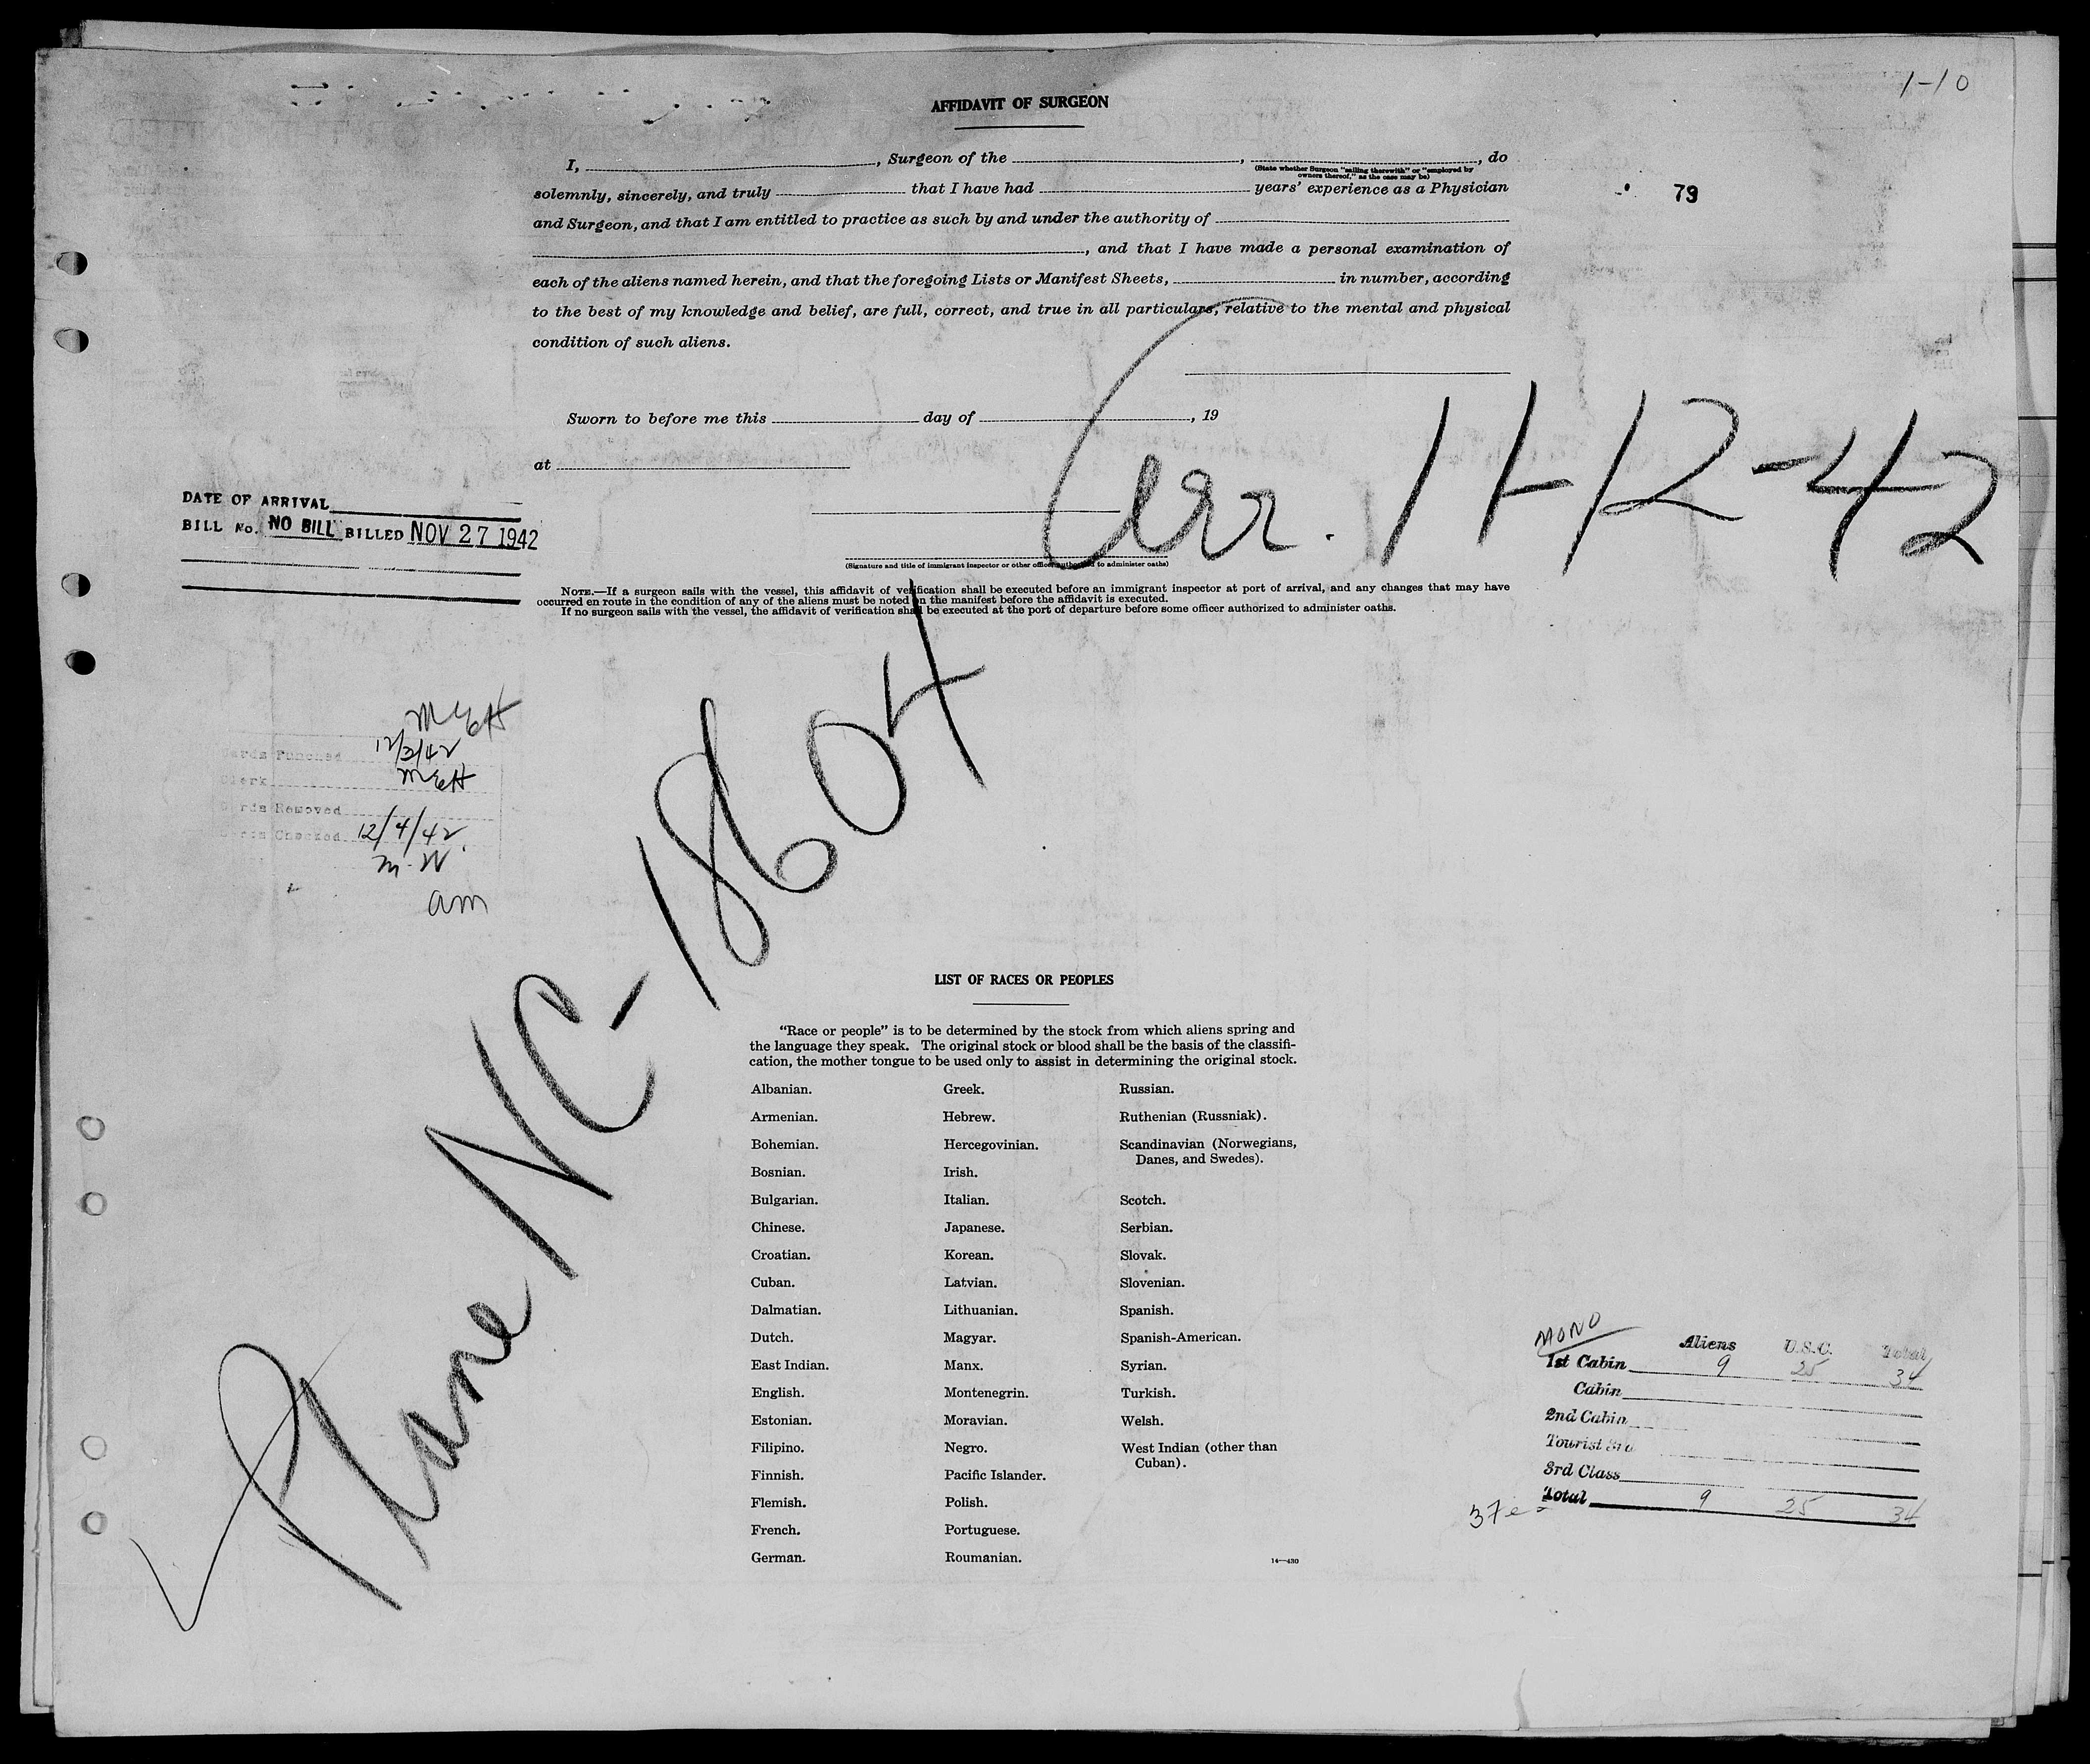 1-10
AFFIDAVIT OF SURGEON
79
I, , Surgeon of the , , do
(State whether Surgeon "sailing therewith" or "employed by
owners thereof," as the case may be)
solemnly, sincerely, and truly that I have had years' experience as a Physician
and Surgeon, and that I am entitled to practice as such by and under the authority of
, and that I have made a personal examination of
each of the aliens named herein, and that the foregoing Lists or Manifest Sheets, in number, according
to the best of my knowledge and belief, are full, correct, and true in all particulars, relative to the mental and physical
condition of such aliens.
Sworn to before me this day of , 19
at
Arr. 11-12-42
DATE OF ARRIVAL
BILL No. NO BILL BILLED NOV 27 1942
(Signature and title of immigrant inspector or other officer authorized to administer oaths)
NOTE.—If a surgeon sails with the vessel, this affidavit of verification shall be executed before an immigrant inspector at port of arrival, and any changes that may have
occurred en route in the condition of any of the aliens must be noted on the manifest before the affidavit is executed.
If no surgeon sails with the vessel, the affidavit of verification shall be executed at the port of departure before some officer authorized to administer oaths.
MEH
Cards Punched 12/3/42
Clerk MEH
Cards Removed
Cards Checked 12/4/42
M.W
am
Plane NC-18604
LIST OF RACES OR PEOPLES
"Race or people" is to be determined by the stock from which aliens spring and
the language they speak. The original stock or blood shall be the basis of the classifi-
cation, the mother tongue to be used only to assist in determining the original stock.
Albanian.
Armenian.
Bohemian.
Bosnian.
Bulgarian.
Chinese.
Croatian.
Cuban.
Dalmatian.
Dutch.
East Indian.
English.
Estonian.
Filipino.
Finnish.
Flemish.
French.
German.
Greek.
Hebrew.
Hercegovinian.
Irish.
Italian.
Japanese.
Korean.
Latvian.
Lithuanian.
Magyar.
Manx.
Montenegrin.
Moravian.
Negro.
Pacific Islander.
Polish.
Portuguese.
Roumanian.
Russian.
Ruthenian (Russniak).
Scandinavian (Norwegians,
Danes, and Swedes).
Scotch.
Serbian.
Slovak.
Slovenian.
Spanish.
Spanish-American.
Syrian.
Turkish.
Welsh.
West Indian (other than
Cuban).
14—430
MONO
Aliens U.S.C. Total
1st Cabin 9 25 34
Cabin
2nd Cabin
Tourist 3rd
3rd Class
Total 9 25 34